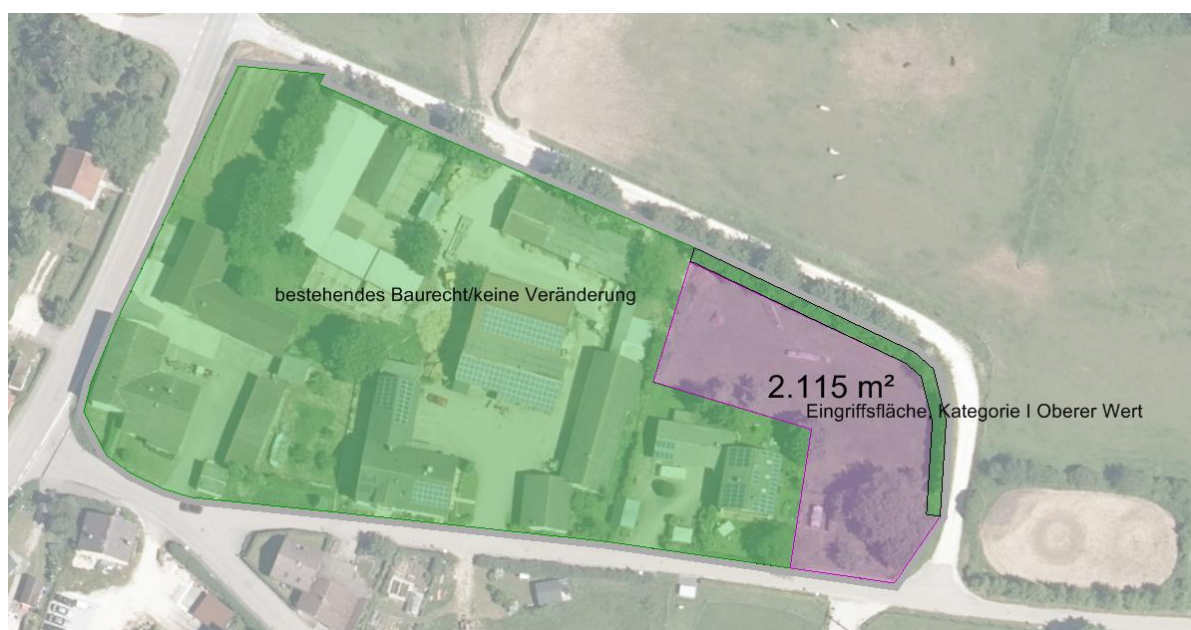 bestehendes Baurecht/keine Veränderung
2.115 m²
Eingriffsfläche, Kategorie I Oberer Wert